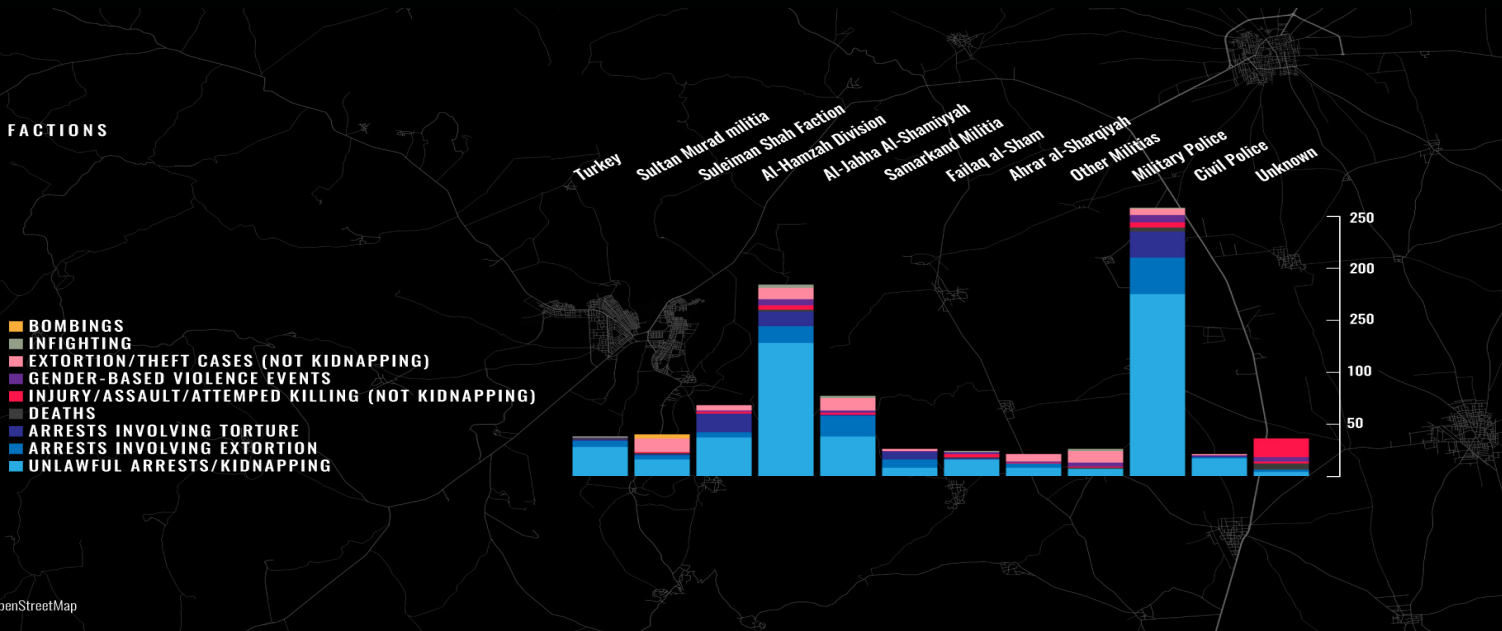 FACTIONS
Turkey
Sultan Murad militia
Suleiman Shah Faction
Al-Hamzah Division
Al-Jabha Al-Shamiyyah
Samarkand Militia
Failaq al-Sham
Ahrar al-Sharqiyah
Other Militias
Military Police
Civil Police
Unknown
250
200
250
100
50
BOMBINGS
INFIGHTING
EXTORTION/THEFT CASES (NOT KIDNAPPING)
GENDER-BASED VIOLENCE EVENTS
INJURY/ASSAULT/ATTEMPED KILLING (NOT KIDNAPPING)
DEATHS
ARRESTS INVOLVING TORTURE
ARRESTS INVOLVING EXTORTION
UNLAWFUL ARRESTS/KIDNAPPING
penStreetMap